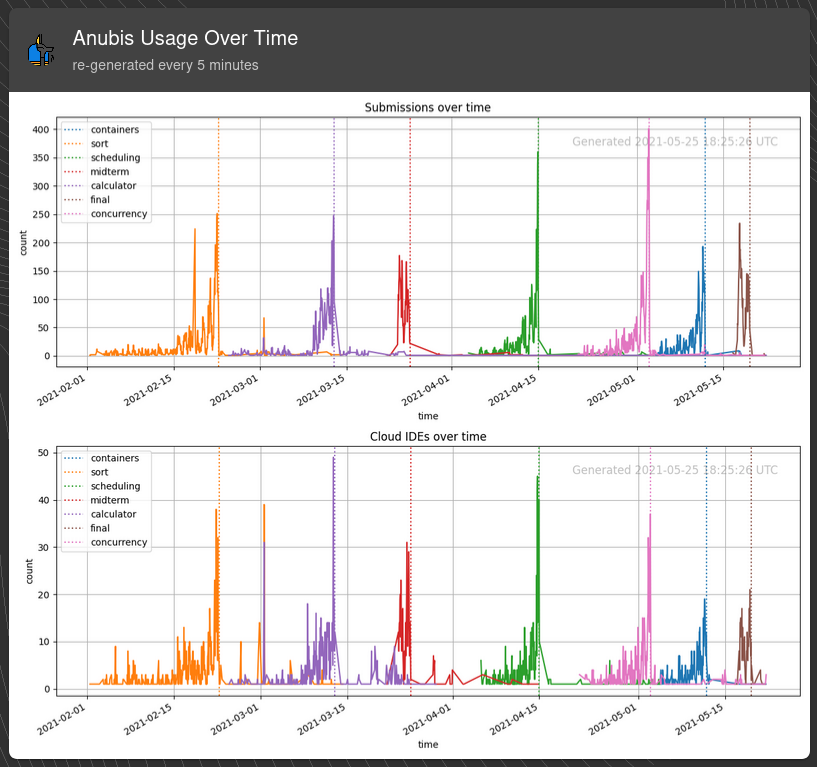 Anubis Usage Over Time
re-generated every 5 minutes
Submissions over time
Generated 2021-05-25 18:25:26 UTC
containers
sort
scheduling
midterm
calculator
final
concurrency
count
400
350
300
250
200
150
100
50
0
2021-02-01 2021-02-15 2021-03-01 2021-03-15 2021-04-01 2021-04-15 2021-05-01 2021-05-15
time
Cloud IDEs over time
Generated 2021-05-25 18:25:26 UTC
containers
sort
scheduling
midterm
calculator
final
concurrency
count
50
40
30
20
10
0
2021-02-01 2021-02-15 2021-03-01 2021-03-15 2021-04-01 2021-04-15 2021-05-01 2021-05-15
time